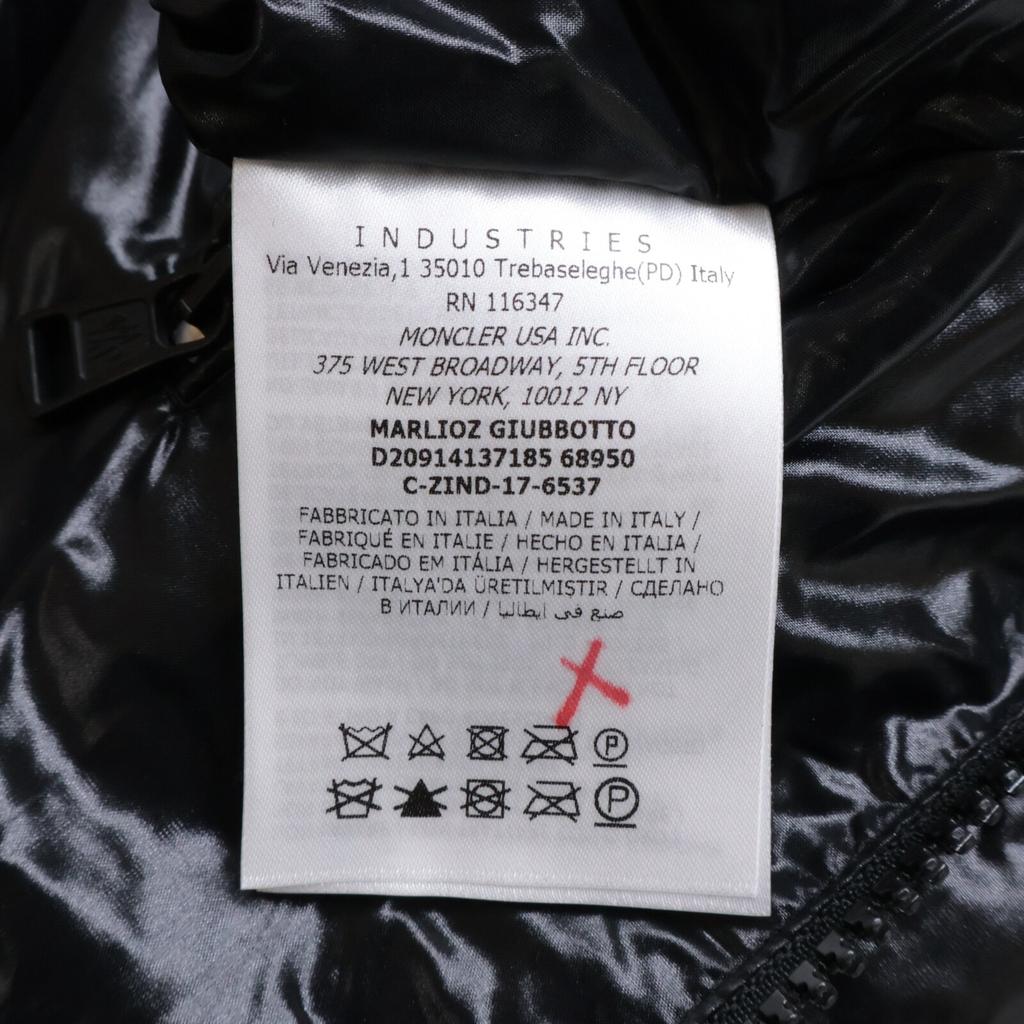 INDUSTRIES
Via Venezia,1 35010 Trebaseleghe(PD) Italy
RN 116347
MONCLER USA INC.
375 WEST BROADWAY, 5TH FLOOR
NEW YORK, 10012 NY
MARLIOZ GIUBBOTTO
D20914137185 68950
C-ZIND-17-6537
FABBRICATO IN ITALIA / MADE IN ITALY /
FABRIQUÉ EN ITALIE / HECHO EN ITALIA /
FABRICADO EM ITÁLIA / HERGESTELLT IN
ITALIEN / ITALYA'DA ÜRETILMISTIR / СДЕЛАНО
В ИТАЛИИ / صنع في ايطاليا
P
P